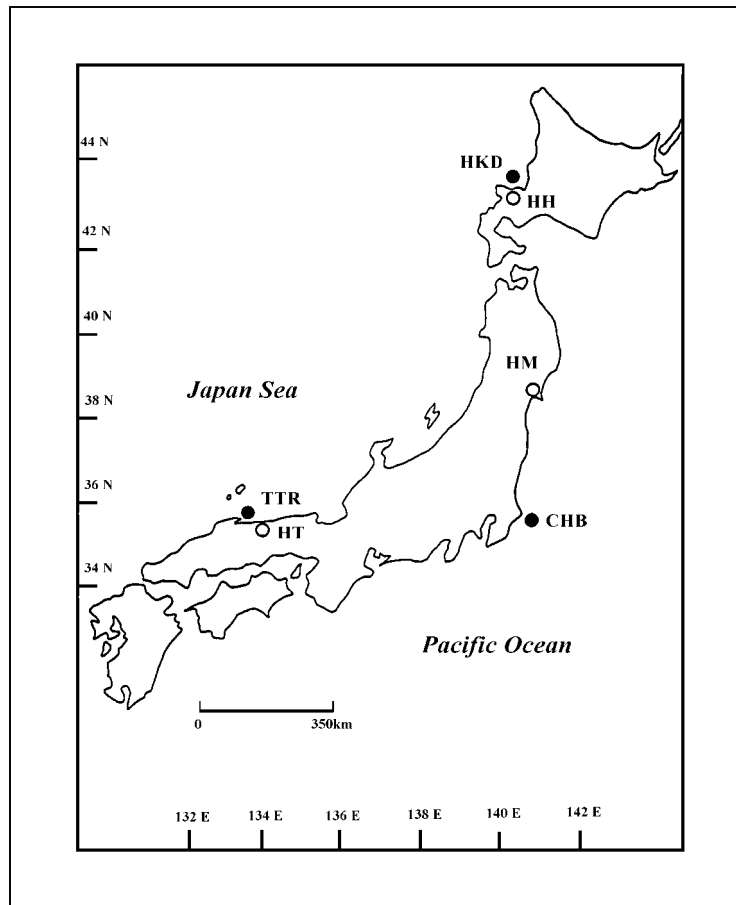 44 N
HKD
HH
42 N
40 N
HM
Japan Sea
38 N
36 N
TTR
CHB
HT
34 N
Pacific Ocean
0
350km
132 E
134 E
136 E
138 E
140 E
142 E